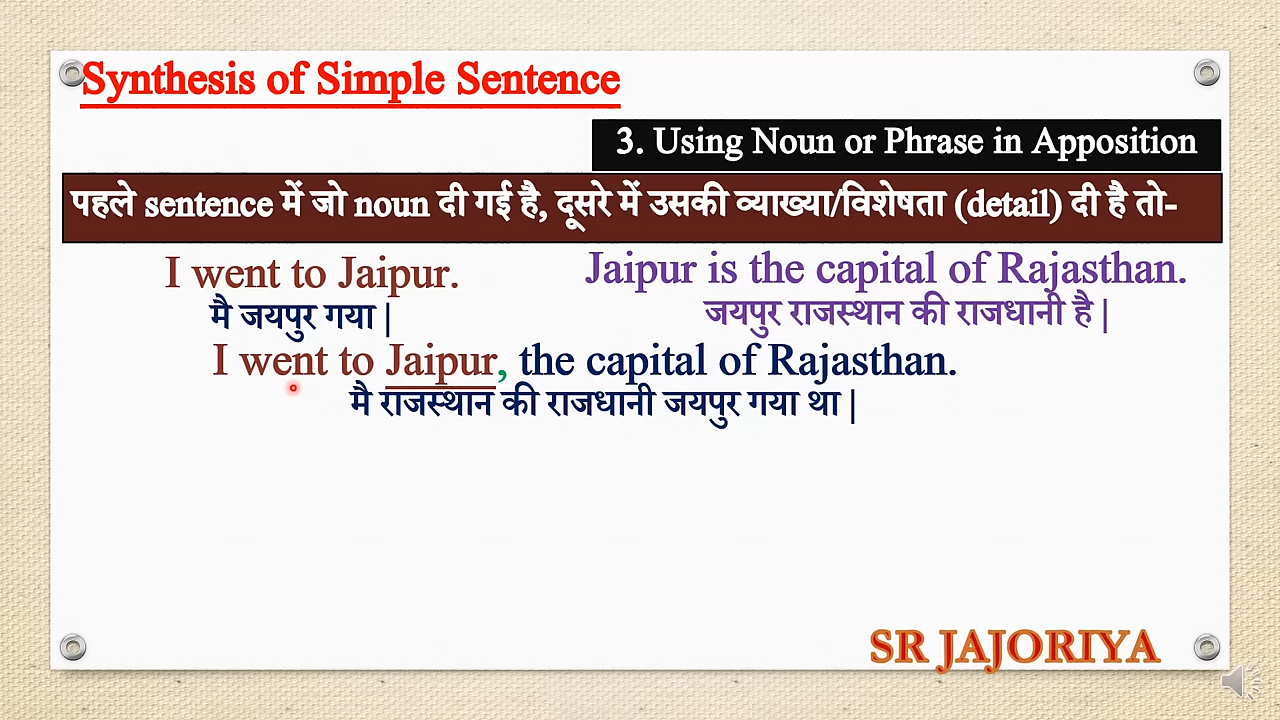 Synthesis of Simple Sentence
3. Using Noun or Phrase in Apposition
पहले sentence में जो noun दी गई है, दूसरे में उसकी व्याख्या/विशेषता (detail) दी है तो-
I went to Jaipur.
मै जयपुर गया |
Jaipur is the capital of Rajasthan.
जयपुर राजस्थान की राजधानी है |
I went to Jaipur, the capital of Rajasthan.
मै राजस्थान की राजधानी जयपुर गया था |
SR JAJORIYA